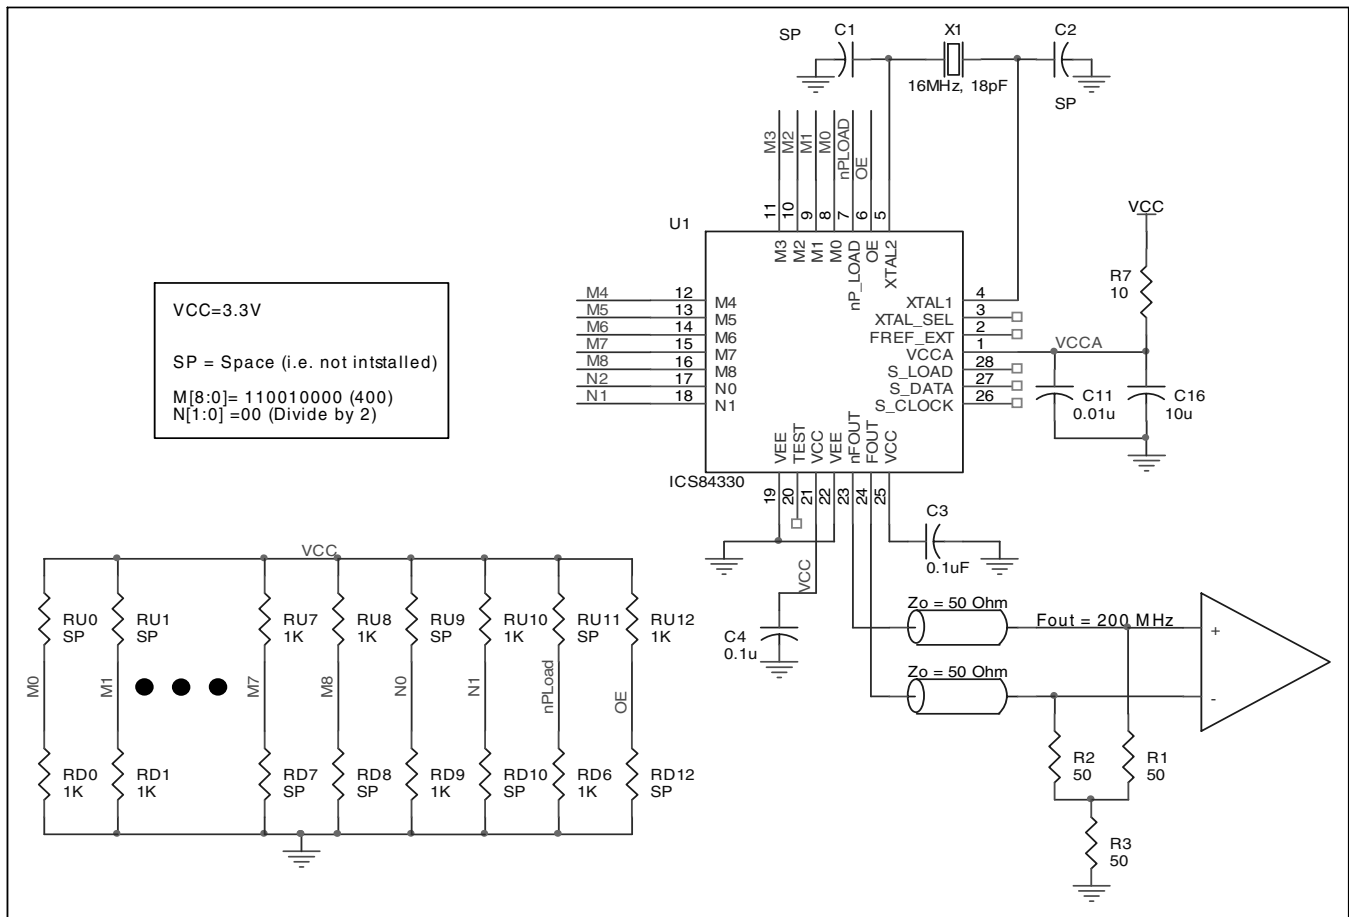 SP
C1
X1
C2
16MHz, 18pF
SP
M3
M2
M1
M0
nPLOAD
OE
11
10
9
8
7
6
5
U1
M3
M2
M1
M0
nP_LOAD
OE
XTAL2
VCC
R7
10
M4 12 M4
M5 13 M5
M6 14 M6
M7 15 M7
M8 16 M8
N2 17 N0
N1 18 N1
XTAL1 4
XTAL_SEL 3
FREF_EXT 2
VCCA 1 VCCA
S_LOAD 28
S_DATA 27
S_CLOCK 26
C11
0.01u
C16
10u
VCC=3.3V
SP = Space (i.e. not intstalled)
M[8:0]= 110010000 (400)
N[1:0] =00 (Divide by 2)
VEE
TEST
VCC
VEE
nFOUT
FOUT
VCC
ICS84330
19
20
21
22
23
24
25
C3
0.1uF
VCC
C4
0.1u
Zo = 50 Ohm
Fout = 200 MHz
Zo = 50 Ohm
+
-
R2
50
R1
50
R3
50
VCC
RU0
SP
RU1
SP
RU7
1K
RU8
1K
RU9
SP
RU10
1K
RU11
SP
RU12
1K
M0
M1
M7
M8
N0
N1
nPLoad
OE
RD0
1K
RD1
1K
RD7
SP
RD8
SP
RD9
1K
RD10
SP
RD6
1K
RD12
SP